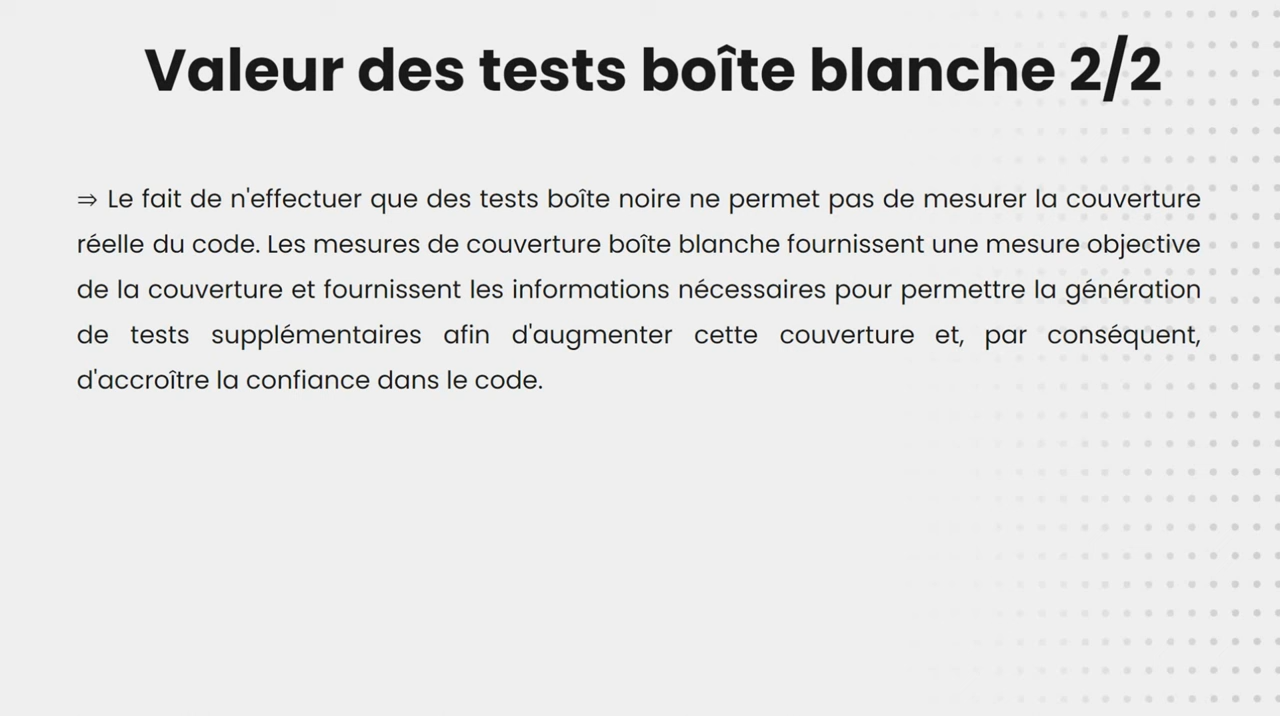 Valeur des tests boîte blanche 2/2
⇒ Le fait de n'effectuer que des tests boîte noire ne permet pas de mesurer la couverture
réelle du code. Les mesures de couverture boîte blanche fournissent une mesure objective
de la couverture et fournissent les informations nécessaires pour permettre la génération
de tests supplémentaires afin d'augmenter cette couverture et, par conséquent,
d'accroître la confiance dans le code.